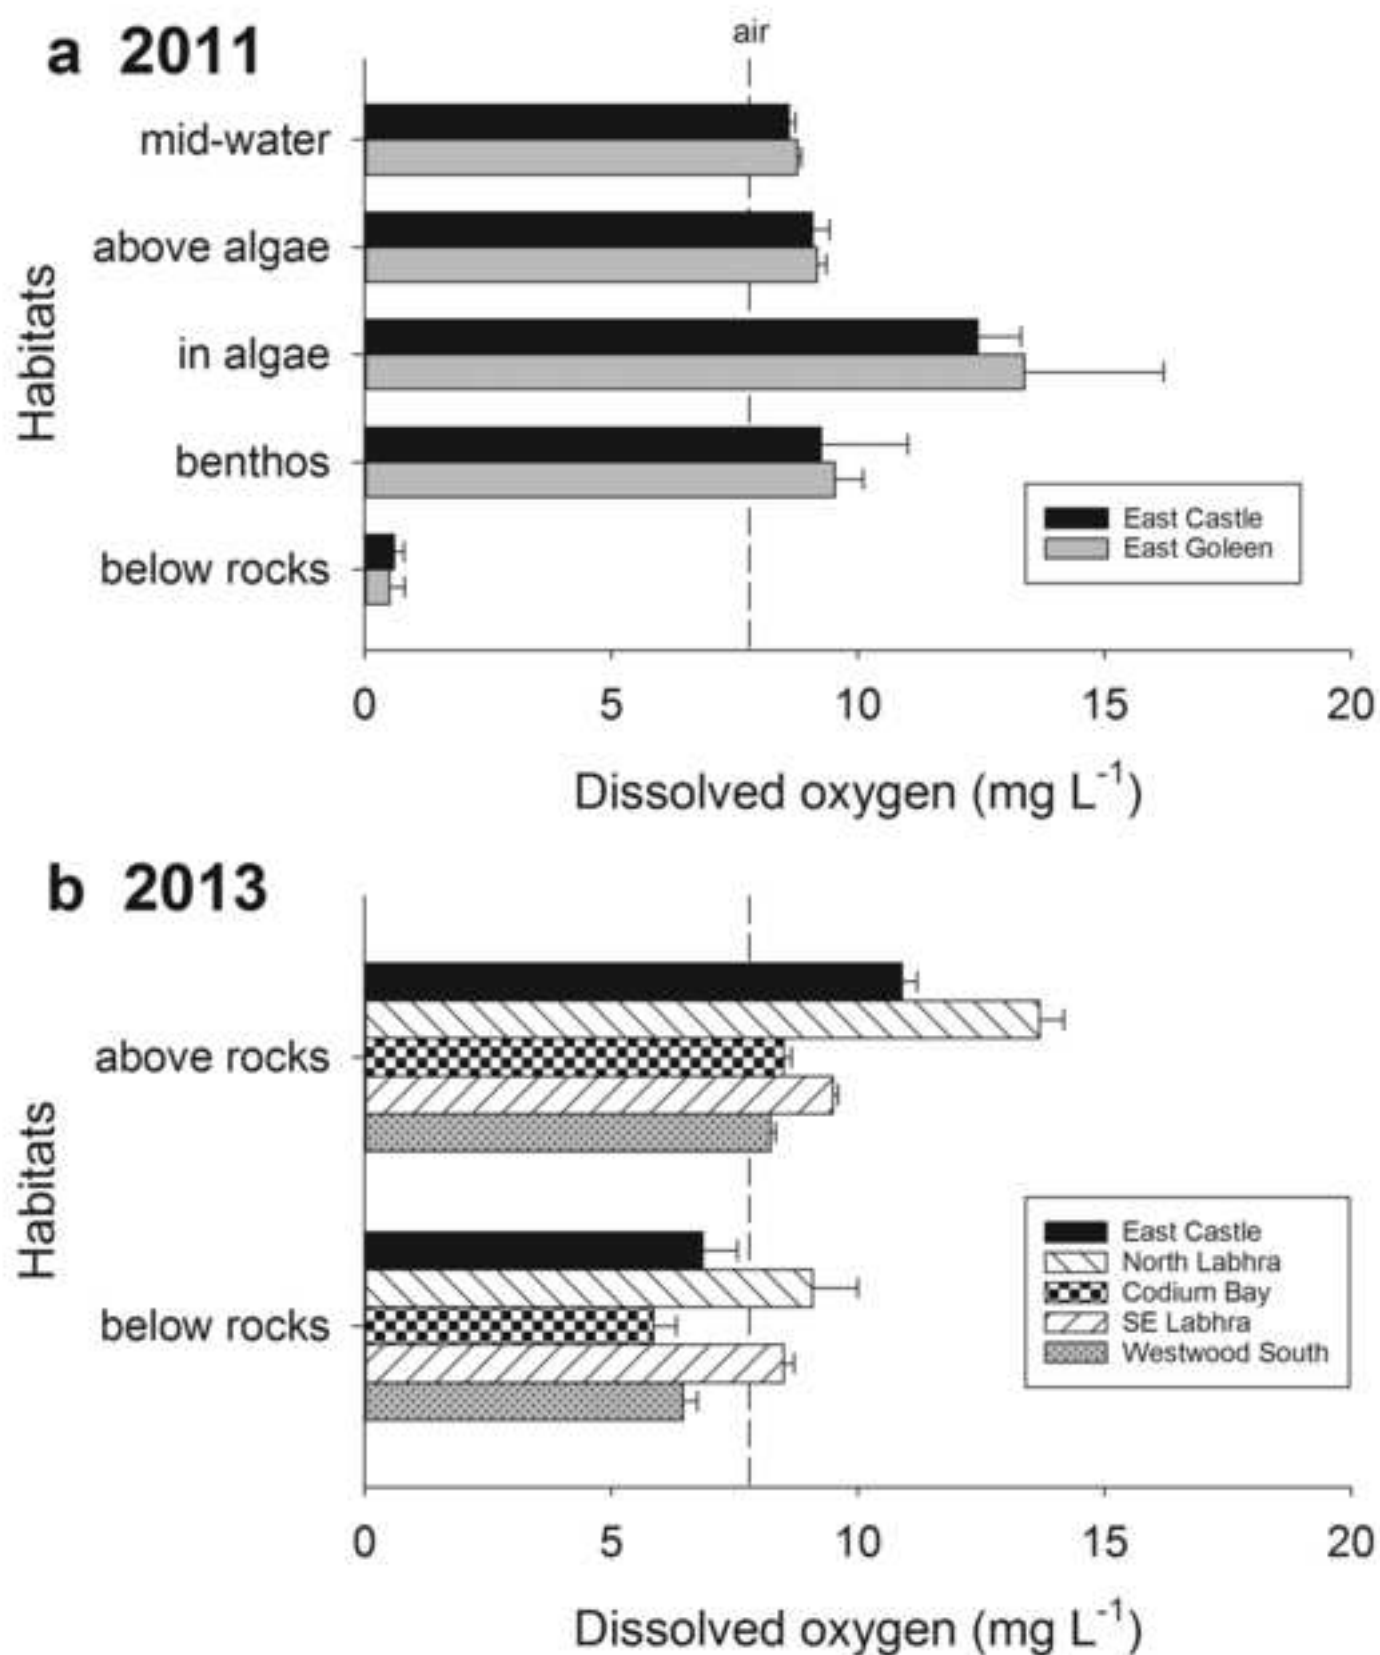 a 2011
air
mid-water
above algae
in algae
benthos
below rocks
Habitats
East Castle
East Goleen
0 5 10 15 20
Dissolved oxygen (mg L⁻¹)
b 2013
above rocks
below rocks
Habitats
East Castle
North Labhra
Codium Bay
SE Labhra
Westwood South
0 5 10 15 20
Dissolved oxygen (mg L⁻¹)